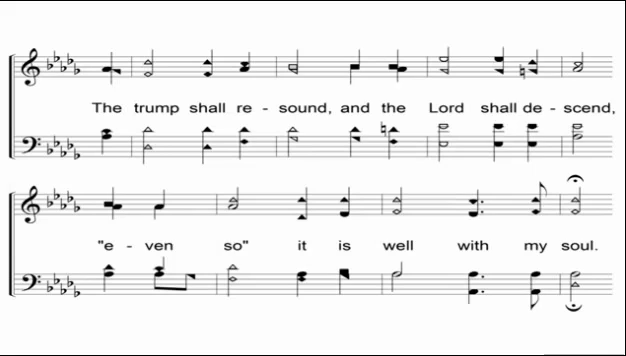 The trump shall re - sound, and the Lord shall de - scend,
"e - ven so" it is well with my soul.